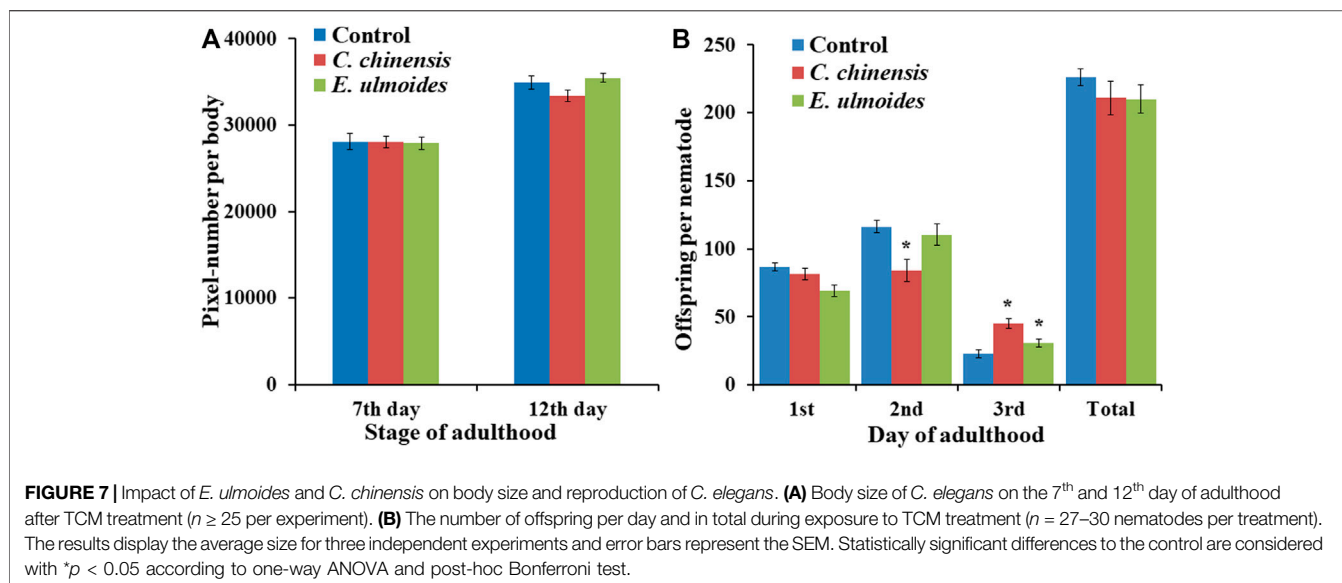 A
Control
C. chinensis
E. ulmoides
40000
30000
20000
10000
0
Pixel-number per body
7th day
12th day
Stage of adulthood
B
Control
C. chinensis
E. ulmoides
250
200
150
100
50
0
Offspring per nematode
*
*
*
1st
2nd
3rd
Total
Day of adulthood
FIGURE 7 | Impact of E. ulmoides and C. chinensis on body size and reproduction of C. elegans. (A) Body size of C. elegans on the 7th and 12th day of adulthood
after TCM treatment (n ≥ 25 per experiment). (B) The number of offspring per day and in total during exposure to TCM treatment (n = 27–30 nematodes per treatment).
The results display the average size for three independent experiments and error bars represent the SEM. Statistically significant differences to the control are considered
with *p < 0.05 according to one-way ANOVA and post-hoc Bonferroni test.